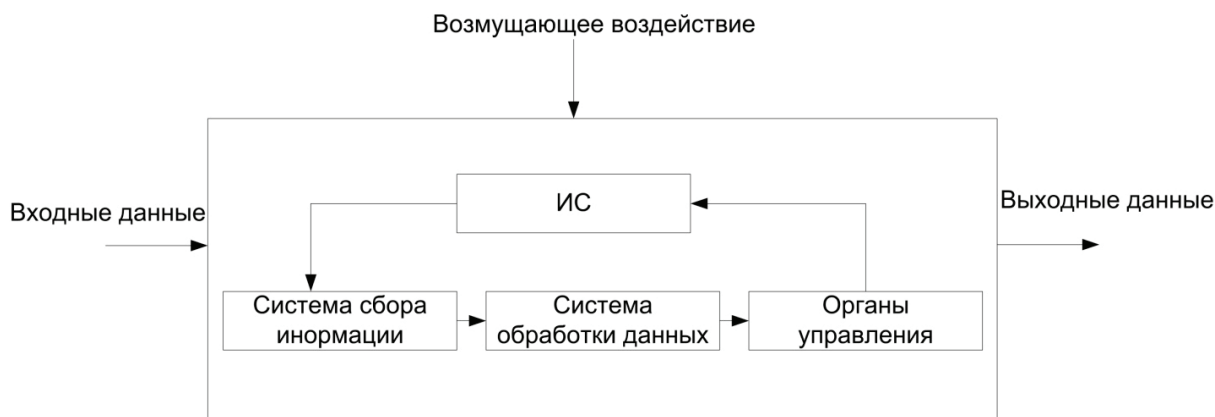 Возмущающее воздействие
Входные данные
ИС
Выходные данные
Система сбора
инормации
Система
обработки данных
Органы
управления